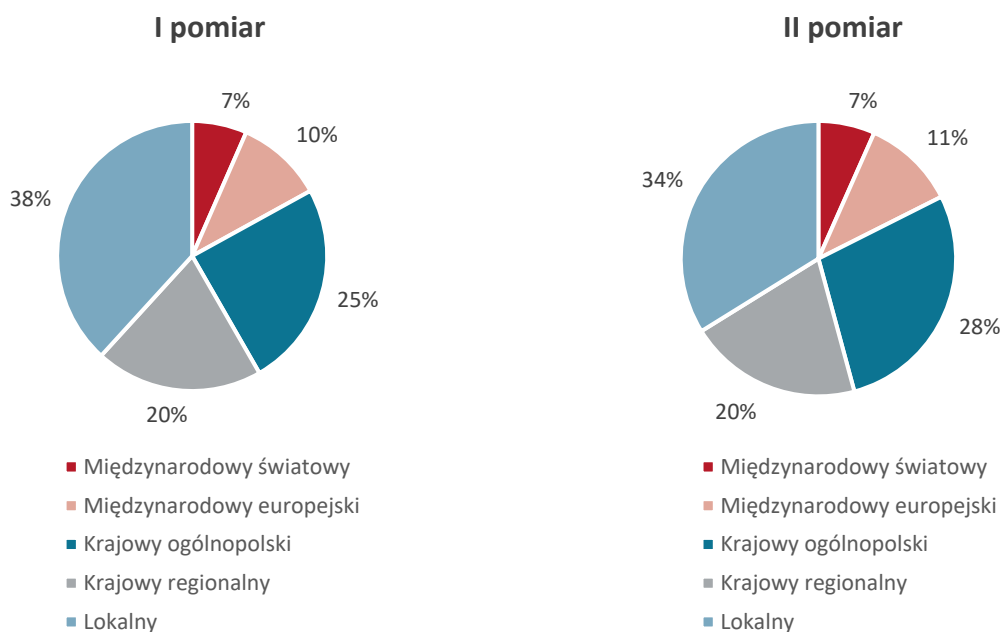 I pomiar
7%
10%
38%
25%
20%
Międzynarodowy światowy
Międzynarodowy europejski
Krajowy ogólnopolski
Krajowy regionalny
Lokalny
II pomiar
7%
11%
34%
28%
20%
Międzynarodowy światowy
Międzynarodowy europejski
Krajowy ogólnopolski
Krajowy regionalny
Lokalny